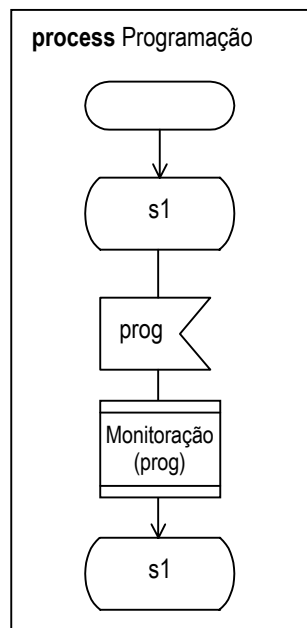 process Programação
s1
prog
Monitoração
(prog)
s1